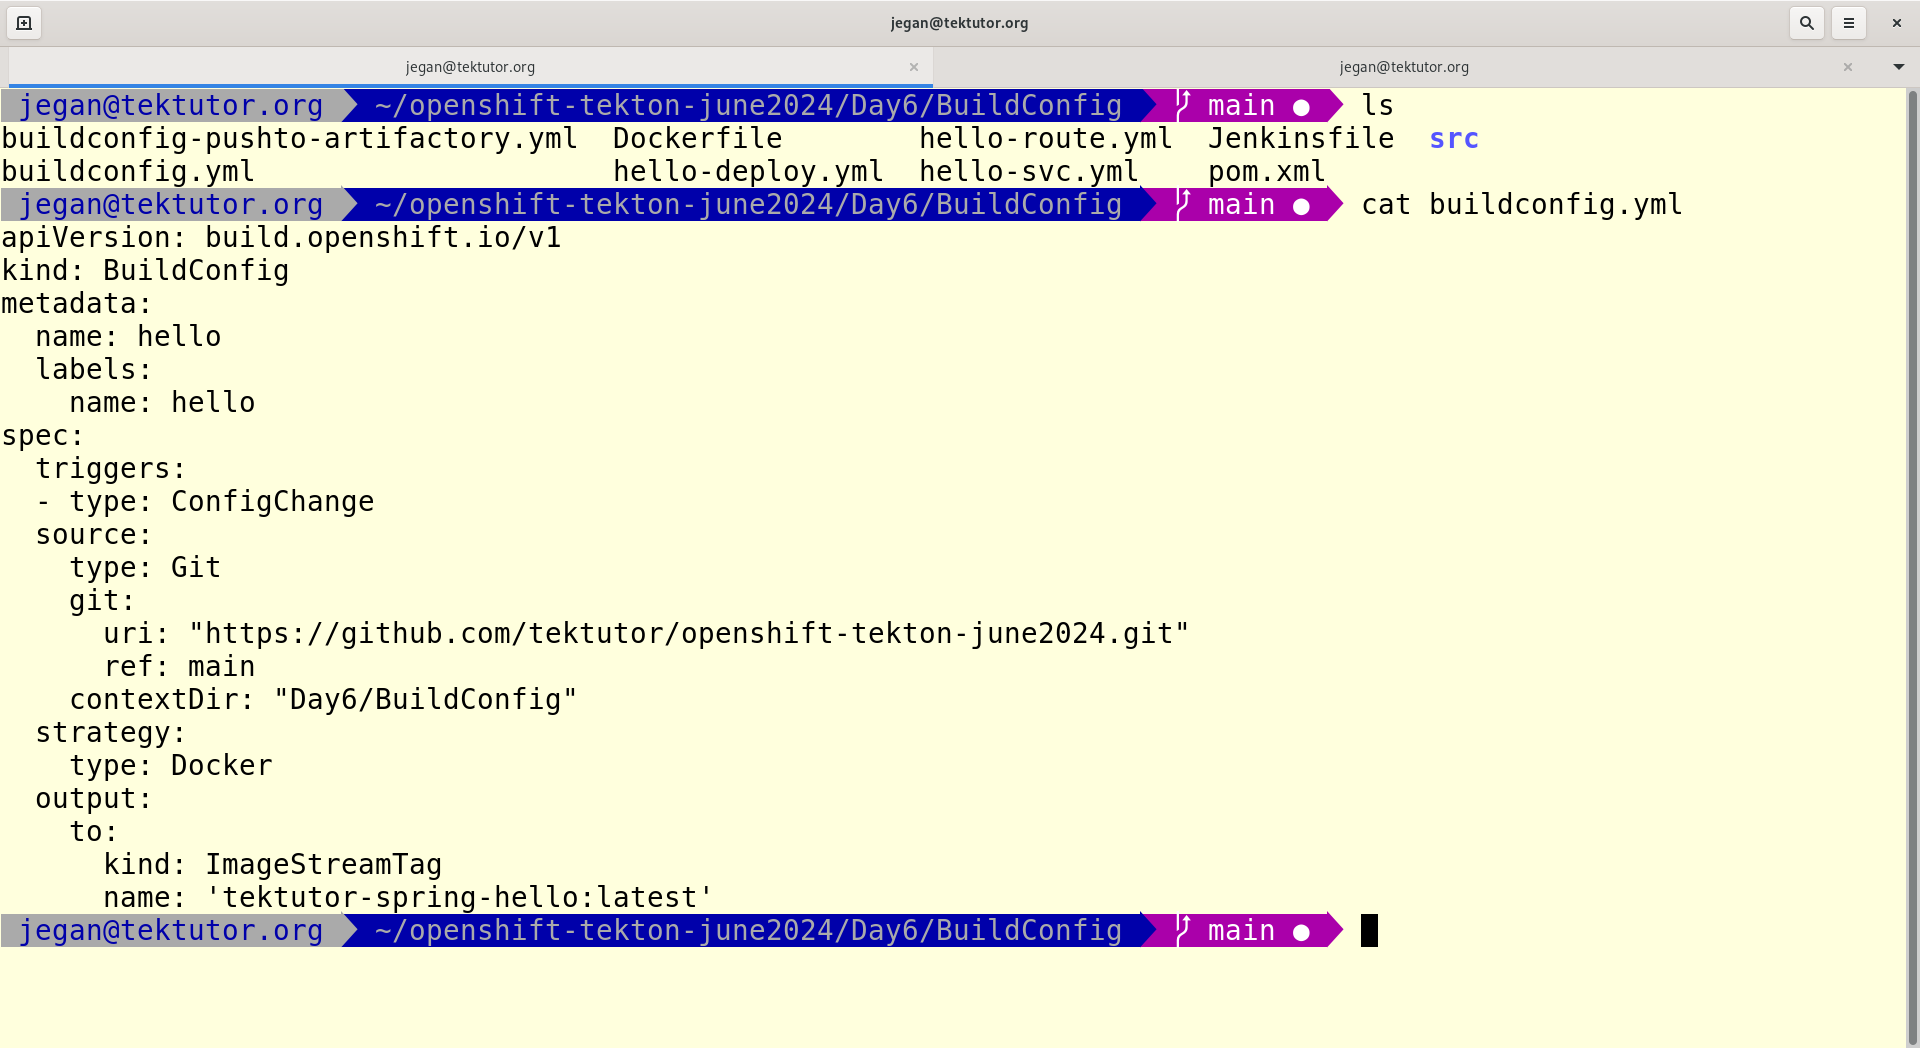 jegan@tektutor.org
jegan@tektutor.org jegan@tektutor.org
jegan@tektutor.org ~/openshift-tekton-june2024/Day6/BuildConfig main ● ls
buildconfig-pushto-artifactory.yml  Dockerfile        hello-route.yml  Jenkinsfile  src
buildconfig.yml                     hello-deploy.yml  hello-svc.yml    pom.xml
jegan@tektutor.org ~/openshift-tekton-june2024/Day6/BuildConfig main ● cat buildconfig.yml
apiVersion: build.openshift.io/v1
kind: BuildConfig
metadata:
  name: hello
  labels:
    name: hello
spec:
  triggers:
  - type: ConfigChange
  source:
    type: Git
    git:
      uri: "https://github.com/tektutor/openshift-tekton-june2024.git"
      ref: main
    contextDir: "Day6/BuildConfig"
  strategy:
    type: Docker
  output:
    to:
      kind: ImageStreamTag
      name: 'tektutor-spring-hello:latest'
jegan@tektutor.org ~/openshift-tekton-june2024/Day6/BuildConfig main ●